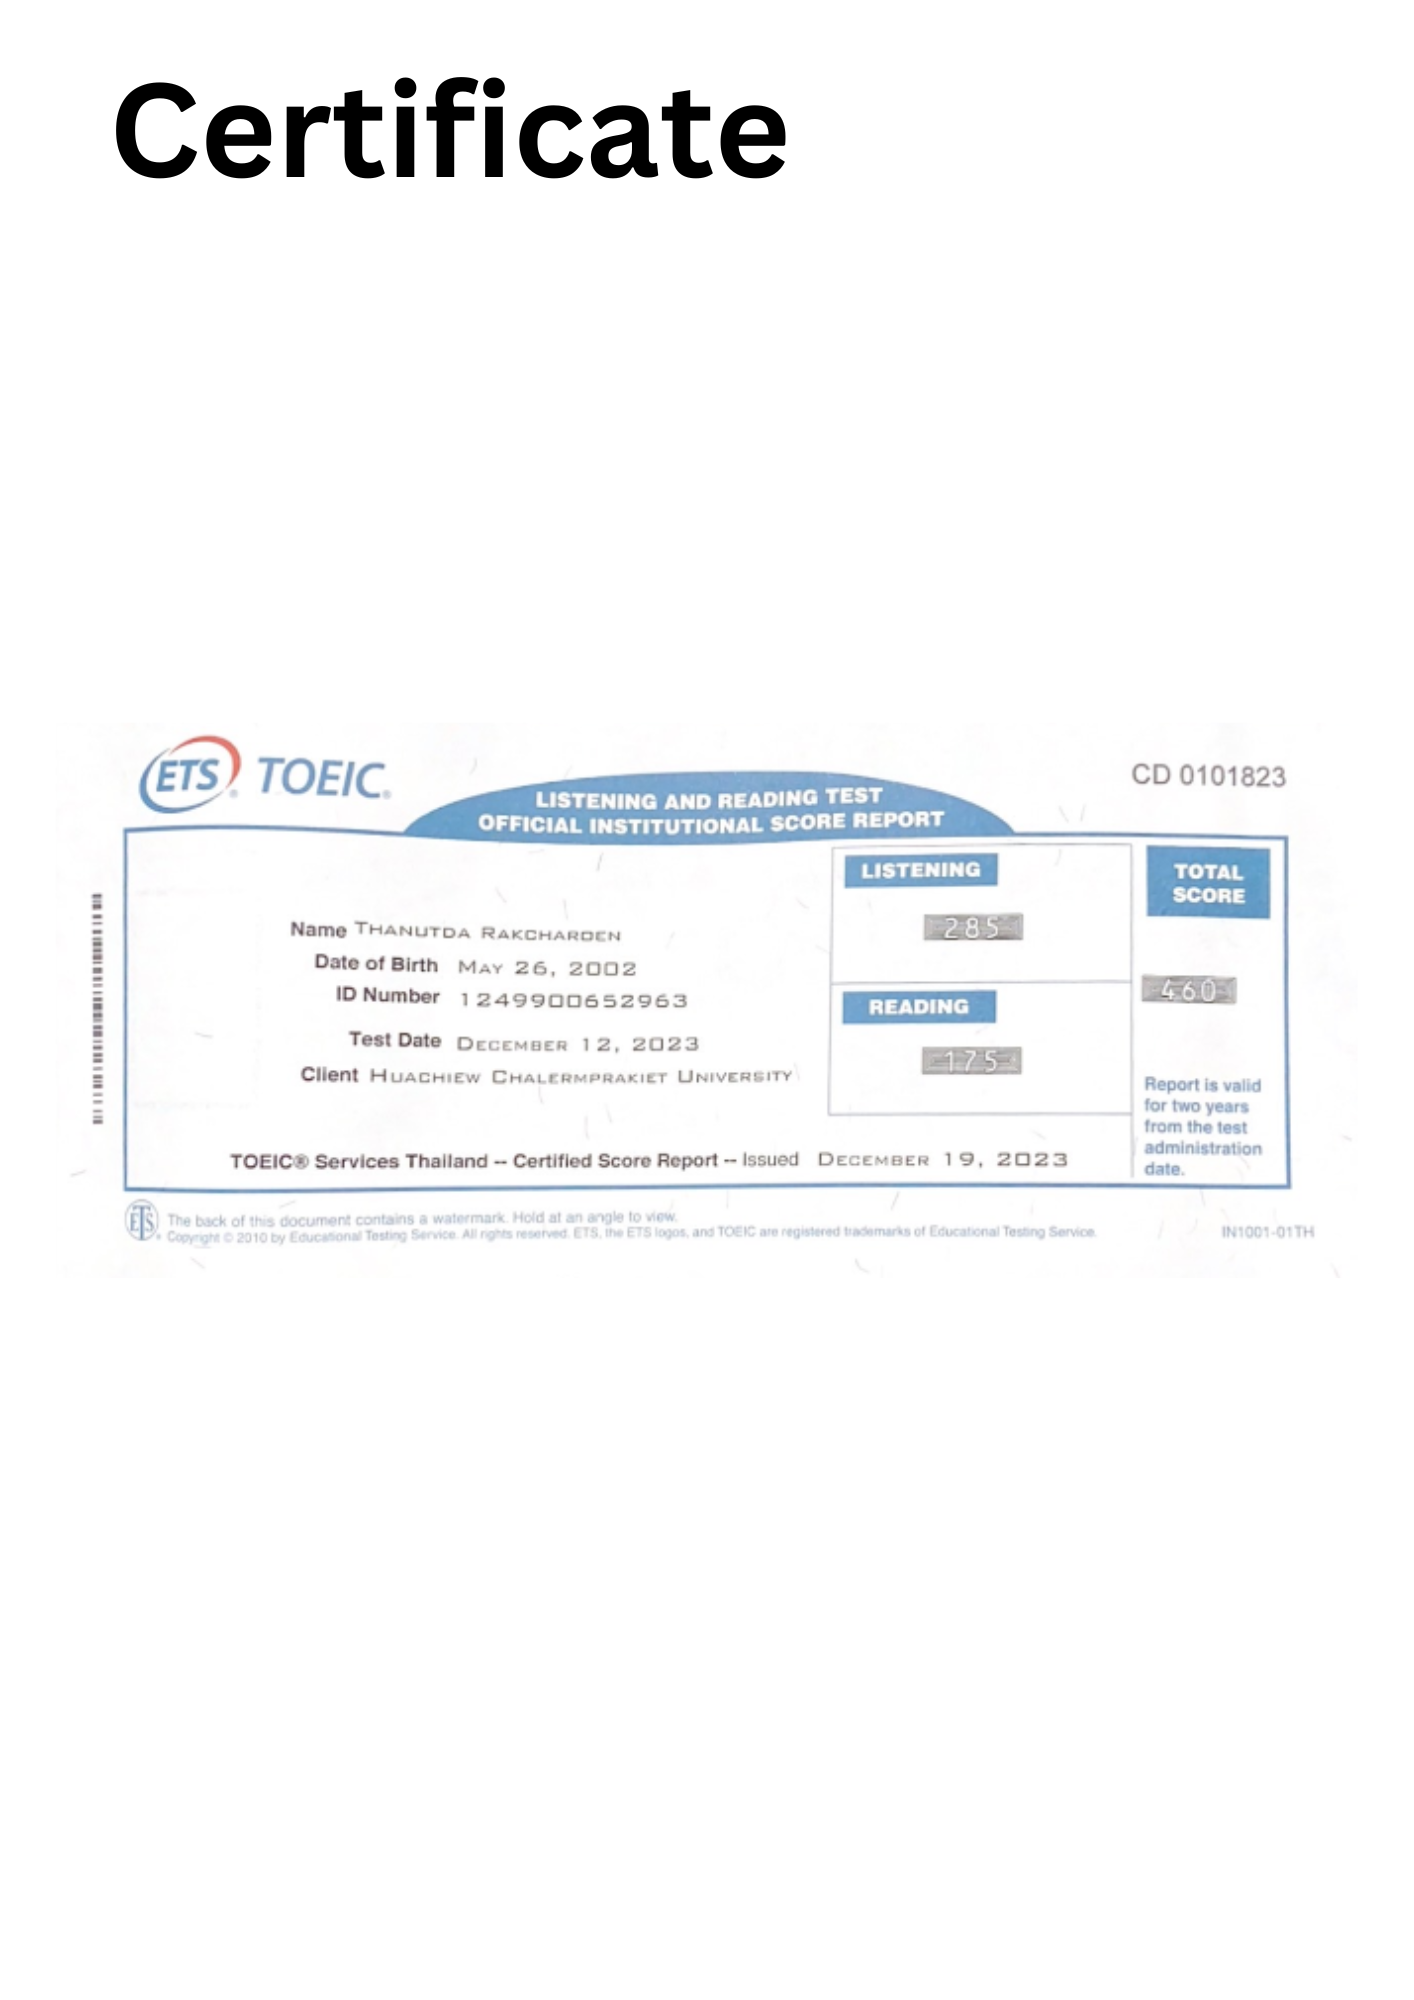 Certificate
ETS® TOEIC®
CD 0101823
LISTENING AND READING TEST
OFFICIAL INSTITUTIONAL SCORE REPORT
LISTENING
285
TOTAL
SCORE
460
Name THANUTDA RAKCHAROEN
Date of Birth MAY 26, 2002
ID Number 1249900652963
READING
175
Test Date DECEMBER 12, 2023
Client HUACHIEW CHALERMPRAKIET UNIVERSITY
Report is valid
for two years
from the test
administration
date.
TOEIC® Services Thailand -- Certified Score Report -- Issued DECEMBER 19, 2023
ETS®
The back of this document contains a watermark. Hold at an angle to view.
Copyright © 2010 by Educational Testing Service. All rights reserved. ETS, the ETS logos, and TOEIC are registered trademarks of Educational Testing Service.
IN1001-01TH